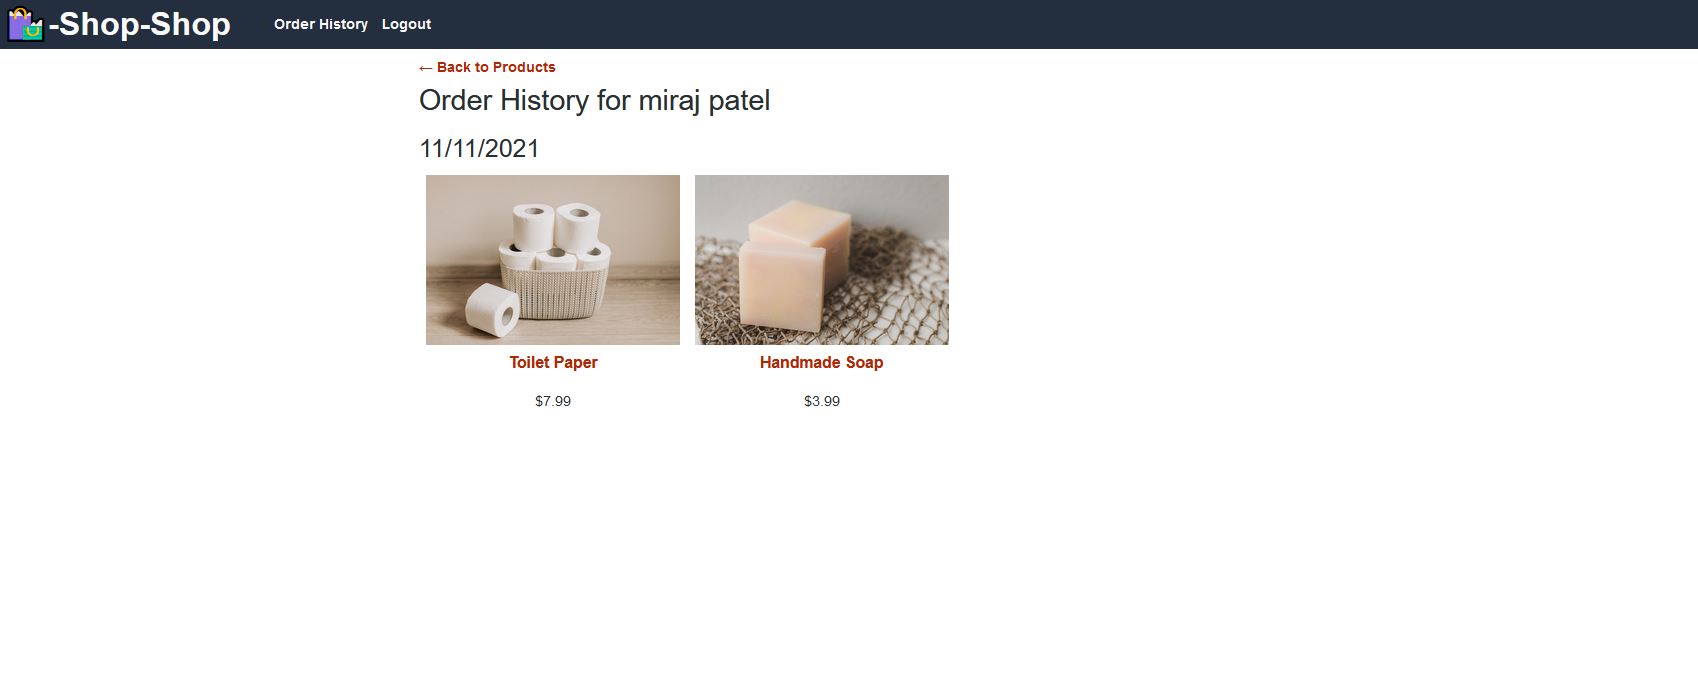 -Shop-Shop
Order History Logout
← Back to Products
Order History for miraj patel
11/11/2021
Toilet Paper
Handmade Soap
$7.99
$3.99